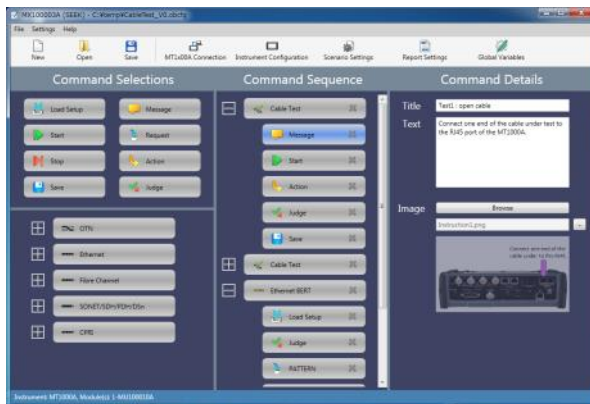 MX100003A (SEEK) - C:\temp\CableTest_V0.cbcfg
File Settings Help
New Open Save MT1x00A Connection Instrument Configuration Scenario Settings Report Settings Global Variables
Command Selections
Load Setup Message
Start Request
Stop Action
Save Judge
OTN
Ethernet
Fibre Channel
SONET/SDH/PDH/DSn
CPRI
Command Sequence
Cable Test
Message
Start
Action
Judge
Save
Cable Test
Ethernet BERT
Load Setup
Judge
PATTERN
Command Details
Title Test1 : open cable
Text Connect one end of the cable under test to
the RJ45 port of the MT1000A.
Image Browse
Instruction1.png
Connect one end of the
cable under to the RJ45
Instrument: MT1000A, Module(s): 1-MU100010A